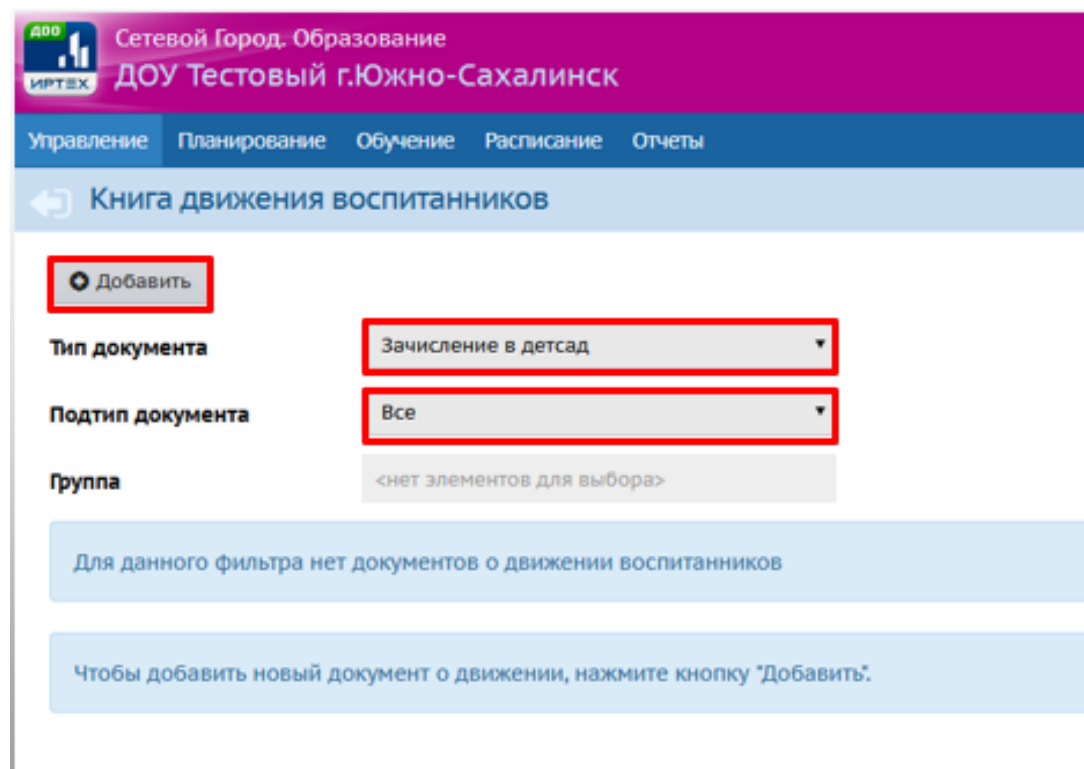 ДОО
ИРТЕХ
Сетевой Город. Образование
ДОУ Тестовый г.Южно-Сахалинск
Управление Планирование Обучение Расписание Отчеты
Книга движения воспитанников
Добавить
Тип документа Зачисление в детсад
Подтип документа Все
Группа <нет элементов для выбора>
Для данного фильтра нет документов о движении воспитанников
Чтобы добавить новый документ о движении, нажмите кнопку "Добавить".